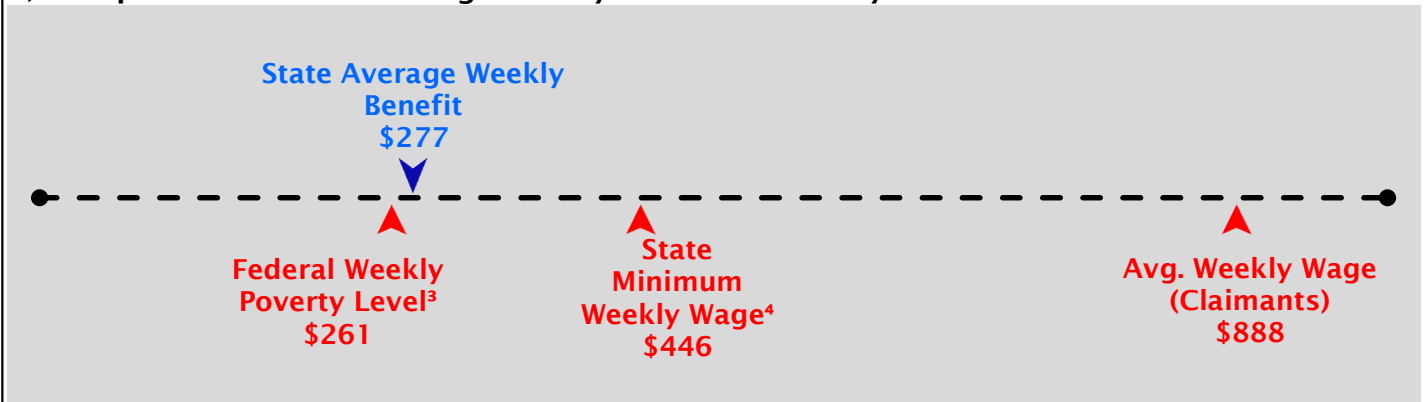 State Average Weekly
Benefit
$277
Federal Weekly
Poverty Level³
$261
State
Minimum
Weekly Wage⁴
$446
Avg. Weekly Wage
(Claimants)
$888